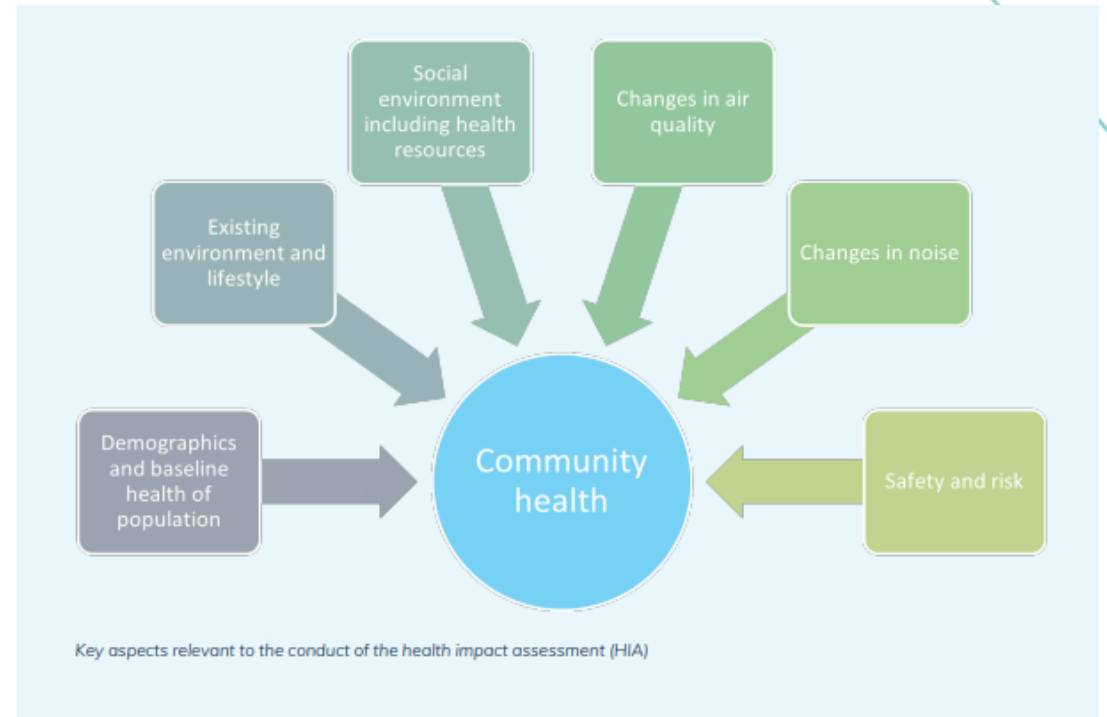 Social
environment
including health
resources
Changes in air
quality
Existing
environment and
lifestyle
Changes in noise
Demographics
and baseline
health of
population
Community
health
Safety and risk
Key aspects relevant to the conduct of the health impact assessment (HIA)